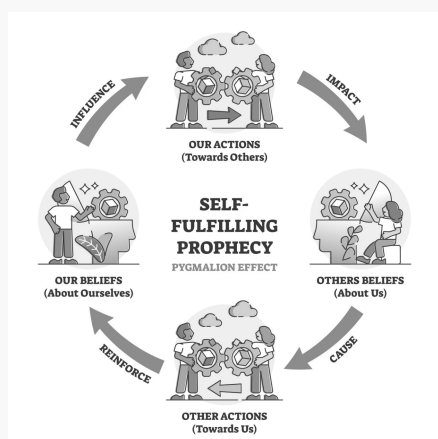 INFLUENCE
OUR ACTIONS
(Towards Others)
IMPACT
OUR BELIEFS
(About Ourselves)
SELF-
FULFILLING
PROPHECY
PYGMALION EFFECT
OTHERS BELIEFS
(About Us)
REINFORCE
OTHER ACTIONS
(Towards Us)
CAUSE